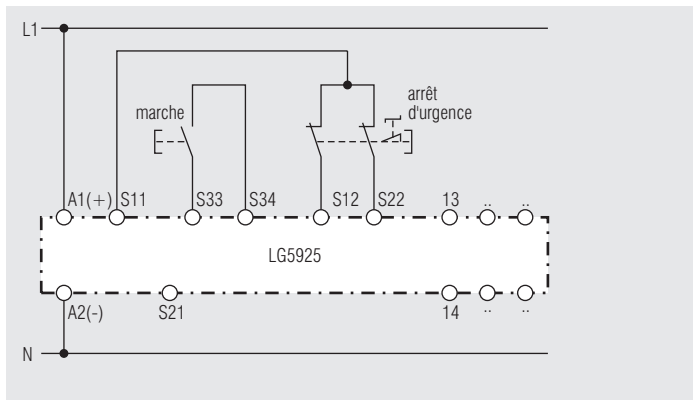 L1
arrêt
d'urgence
marche
A1(+) S11 S33 S34 S12 S22 13 .. ..
LG5925
A2(-) S21 14 .. ..
N